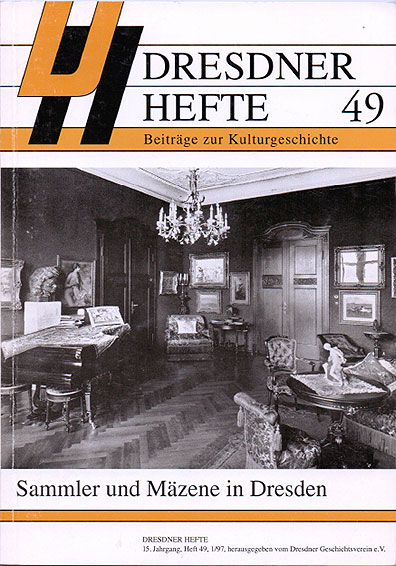 DRESDNER
HEFTE 49
Beiträge zur Kulturgeschichte
Sammler und Mäzene in Dresden
DRESDNER HEFTE
15. Jahrgang, Heft 49, 1/97, herausgegeben vom Dresdner Geschichtsverein e.V.